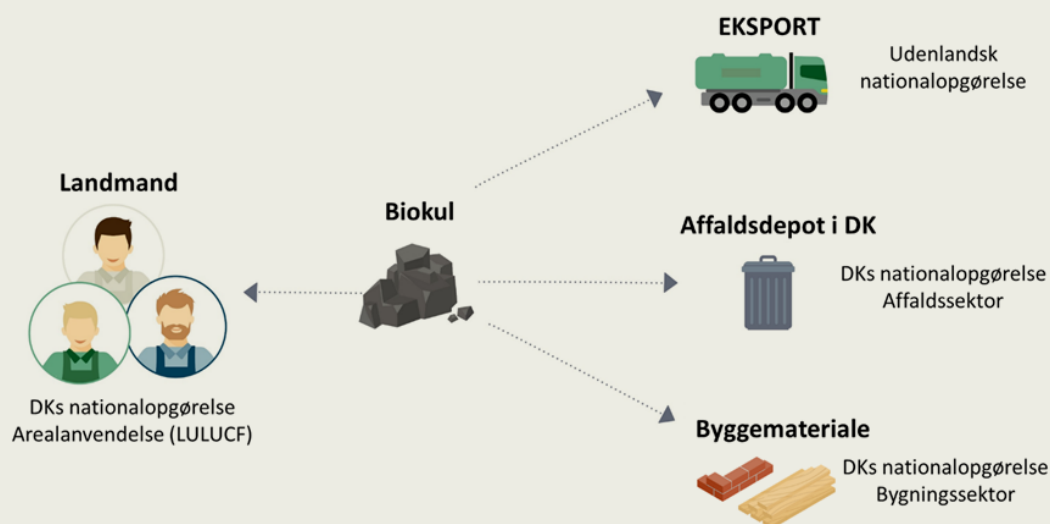 EKSPORT
Udenlandsk
nationalopgørelse
Landmand
Biokul
Affaldsdepot i DK
DKs nationalopgørelse
Affaldssektor
DKs nationalopgørelse
Arealanvendelse (LULUCF)
Byggemateriale
DKs nationalopgørelse
Bygningssektor